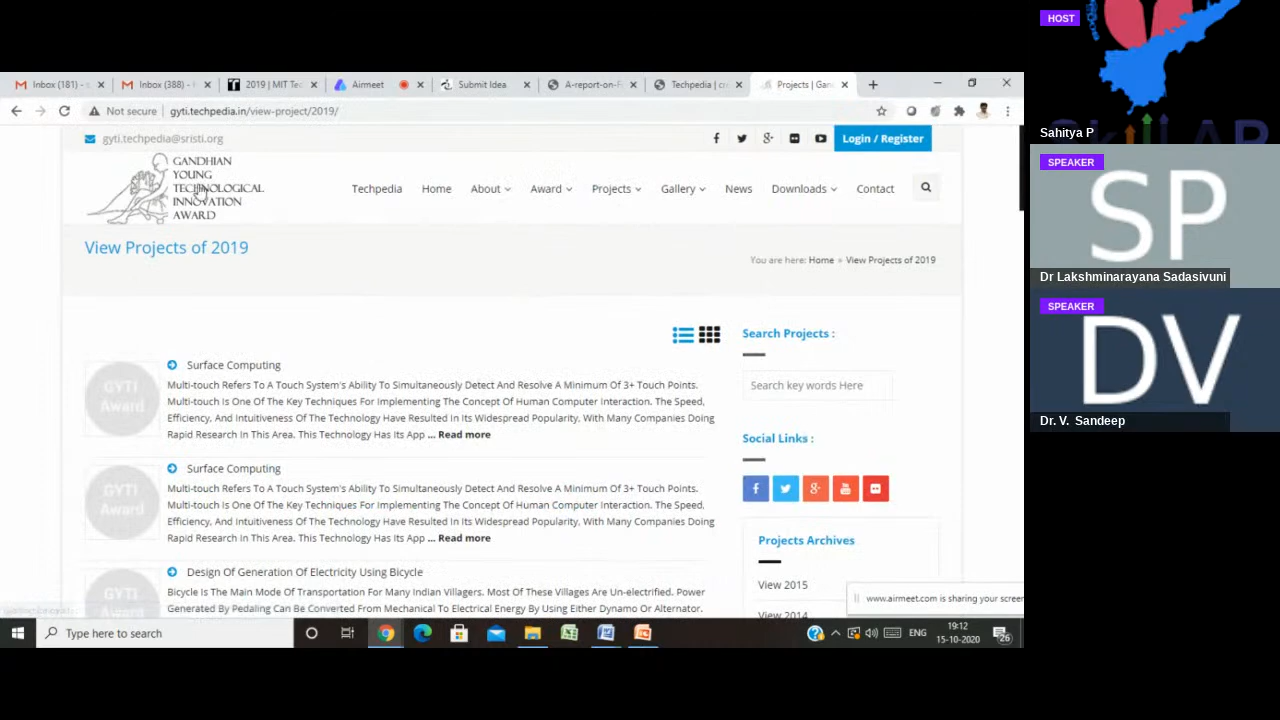 HOST
Sahitya P
SPEAKER
SP
Dr Lakshminarayana Sadasivuni
SPEAKER
DV
Dr. V. Sandeep
Inbox (181) - s
Inbox (388) - l
2019 | MIT Tec
Airmeet
Submit Idea
A-report-on-F
Techpedia | cr
Projects | Gan
Not secure
gyti.techpedia.in/view-project/2019/
gyti.techpedia@sristi.org
Login / Register
GANDHIAN
YOUNG
TECHNOLOGICAL
INNOVATION
AWARD
Techpedia
Home
About
Award
Projects
Gallery
News
Downloads
Contact
View Projects of 2019
You are here: Home » View Projects of 2019
Surface Computing
Multi-touch Refers To A Touch System's Ability To Simultaneously Detect And Resolve A Minimum Of 3+ Touch Points.
Multi-touch Is One Of The Key Techniques For Implementing The Concept Of Human Computer Interaction. The Speed,
Efficiency, And Intuitiveness Of The Technology Have Resulted In Its Widespread Popularity, With Many Companies Doing
Rapid Research In This Area. This Technology Has Its App ... Read more
GYTI
Award
Surface Computing
Multi-touch Refers To A Touch System's Ability To Simultaneously Detect And Resolve A Minimum Of 3+ Touch Points.
Multi-touch Is One Of The Key Techniques For Implementing The Concept Of Human Computer Interaction. The Speed,
Efficiency, And Intuitiveness Of The Technology Have Resulted In Its Widespread Popularity, With Many Companies Doing
Rapid Research In This Area. This Technology Has Its App ... Read more
GYTI
Award
Design Of Generation Of Electricity Using Bicycle
Bicycle Is The Main Mode Of Transportation For Many Indian Villagers. Most Of These Villages Are Un-electrified. Power
Generated By Pedaling Can Be Converted From Mechanical To Electrical Energy By Using Either Dynamo Or Alternator.
GYTI
Award
Search Projects :
Search key words Here
Social Links :
Projects Archives
View 2015
View 2014
www.airmeet.com is sharing your screen
Type here to search
ENG
19:12
15-10-2020
26